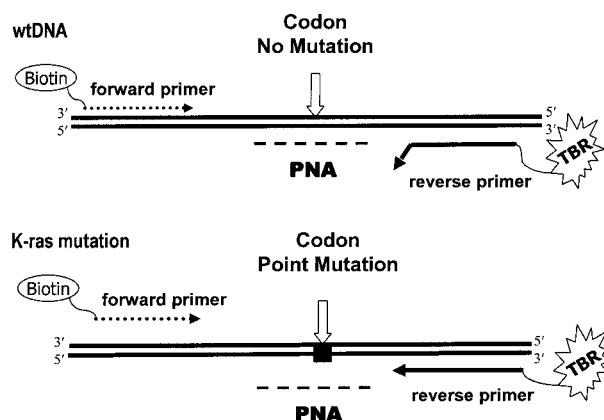 wtDNA
Codon
No Mutation
Biotin
forward primer
3′
5′
5′
3′
TBR
PNA
reverse primer
K-ras mutation
Codon
Point Mutation
Biotin
forward primer
3′
5′
5′
3′
TBR
reverse primer
PNA